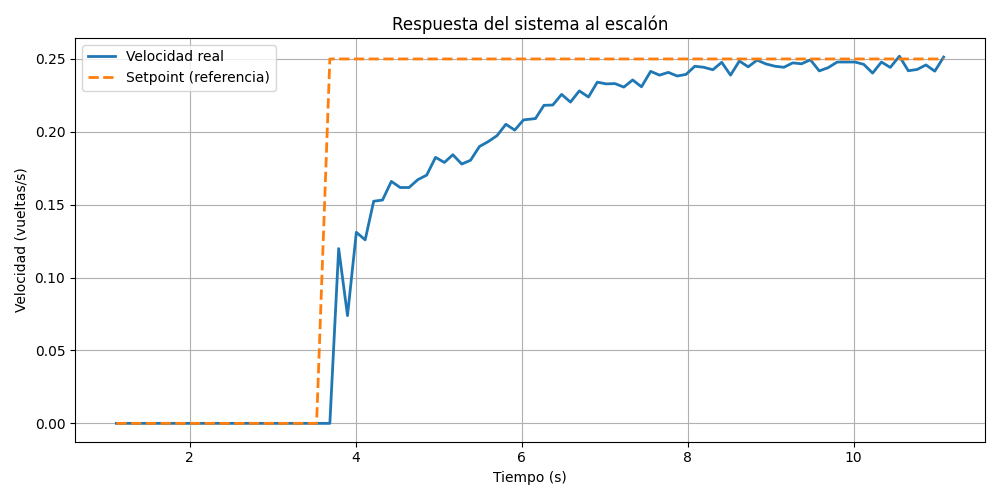 Respuesta del sistema al escalón
Velocidad real
Setpoint (referencia)
Velocidad (vueltas/s)
0.25
0.20
0.15
0.10
0.05
0.00
2 4 6 8 10
Tiempo (s)